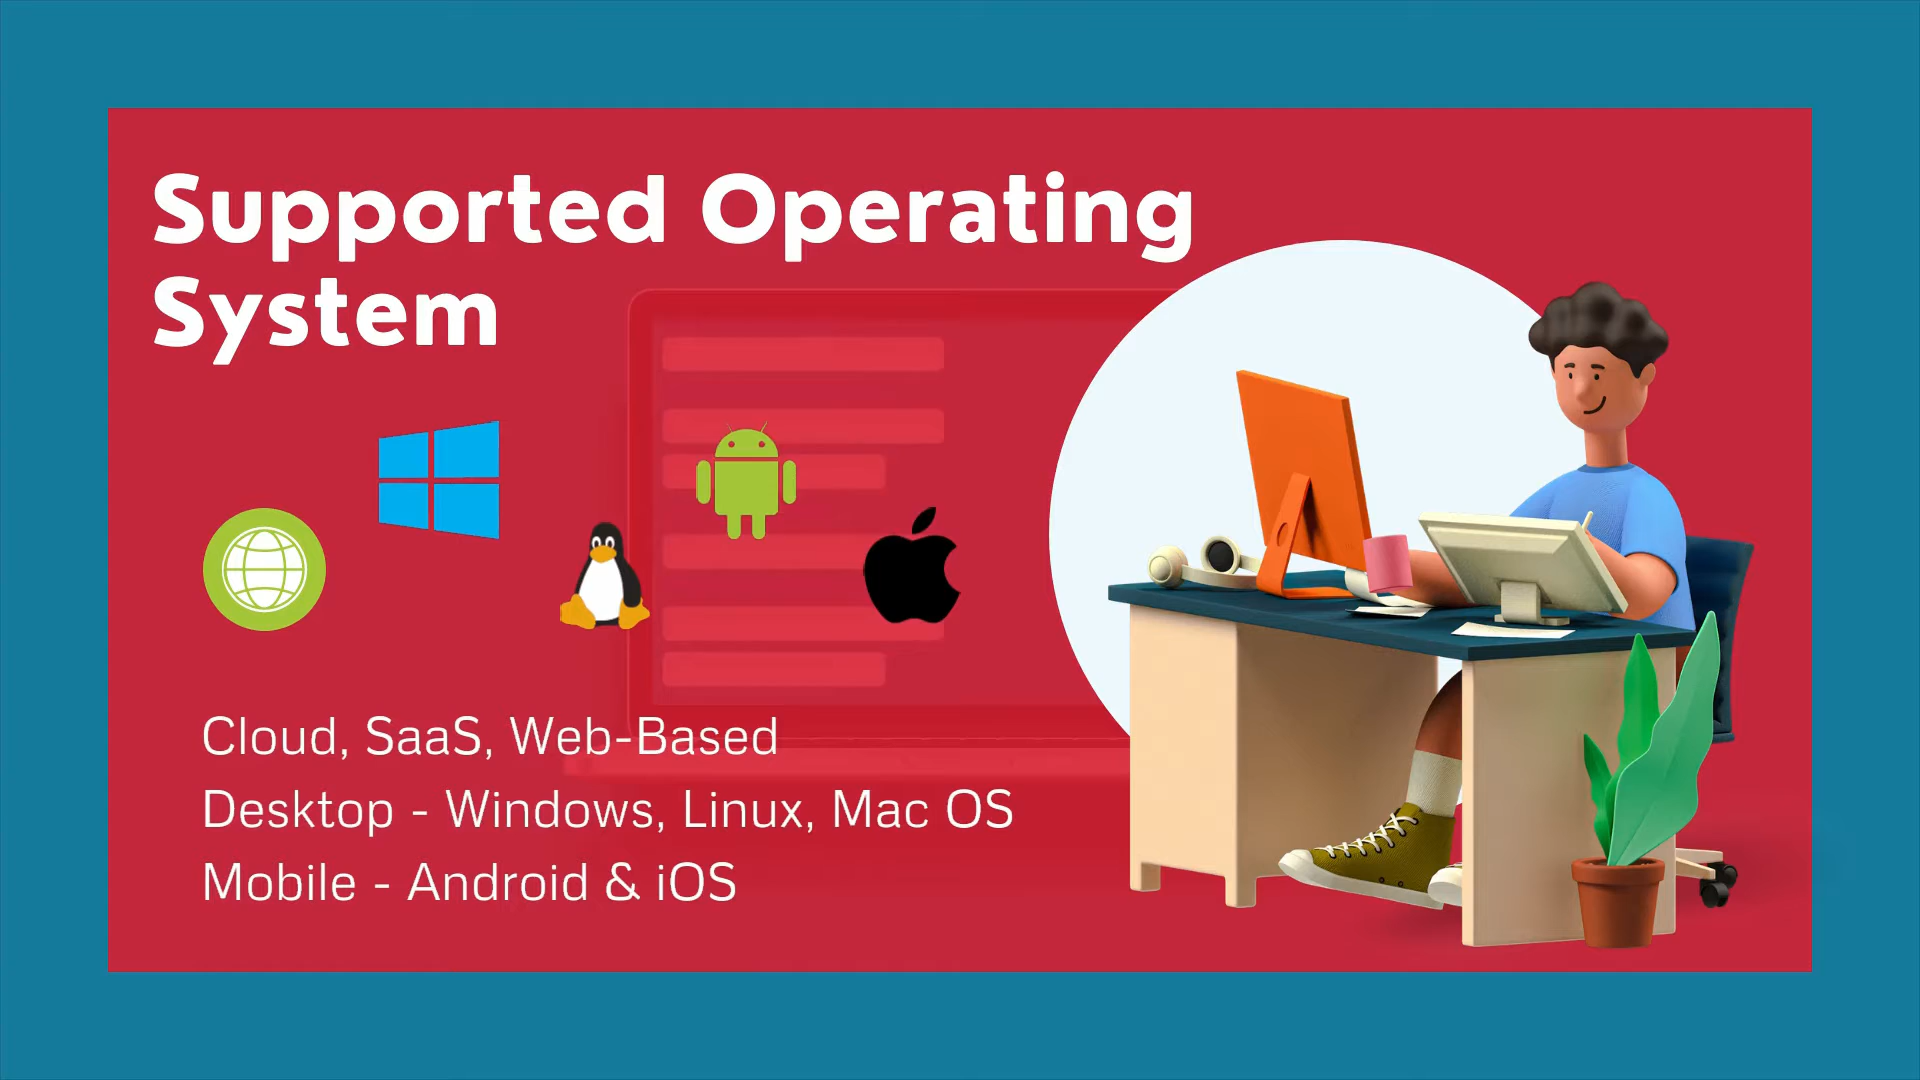 Supported Operating
System
Cloud, SaaS, Web-Based
Desktop - Windows, Linux, Mac OS
Mobile - Android & iOS